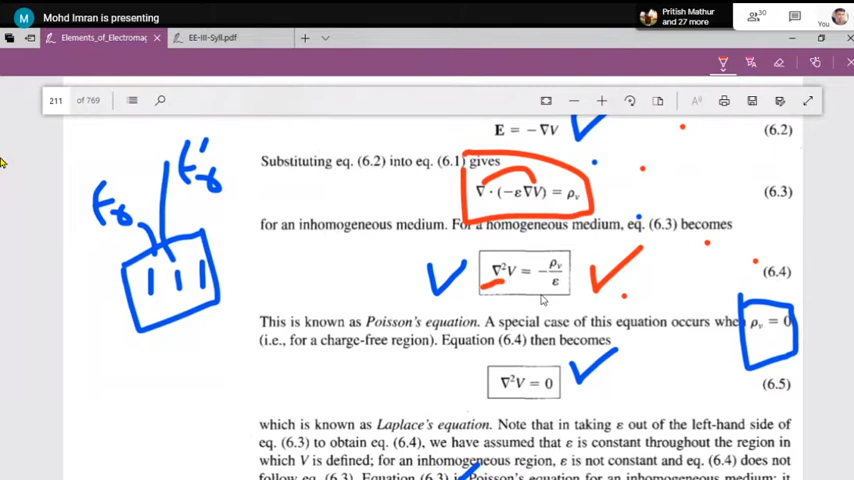 M Mohd Imran is presenting
Pritish Mathur
and 27 more
30
You
Elements_of_Electromag
EE-III-Syll.pdf
211 of 769
E = −∇V (6.2)
Substituting eq. (6.2) into eq. (6.1) gives
∇ · (−ε∇V) = ρᵥ (6.3)
for an inhomogeneous medium. For a homogeneous medium, eq. (6.3) becomes
∇²V = −ρᵥ/ε (6.4)
This is known as Poisson's equation. A special case of this equation occurs when ρᵥ = 0
(i.e., for a charge-free region). Equation (6.4) then becomes
∇²V = 0 (6.5)
which is known as Laplace's equation. Note that in taking ε out of the left-hand side of
eq. (6.3) to obtain eq. (6.4), we have assumed that ε is constant throughout the region in
which V is defined; for an inhomogeneous region, ε is not constant and eq. (6.4) does not
follow eq. (6.3). Equation (6.3) is Poisson's equation for an inhomogeneous medium; it